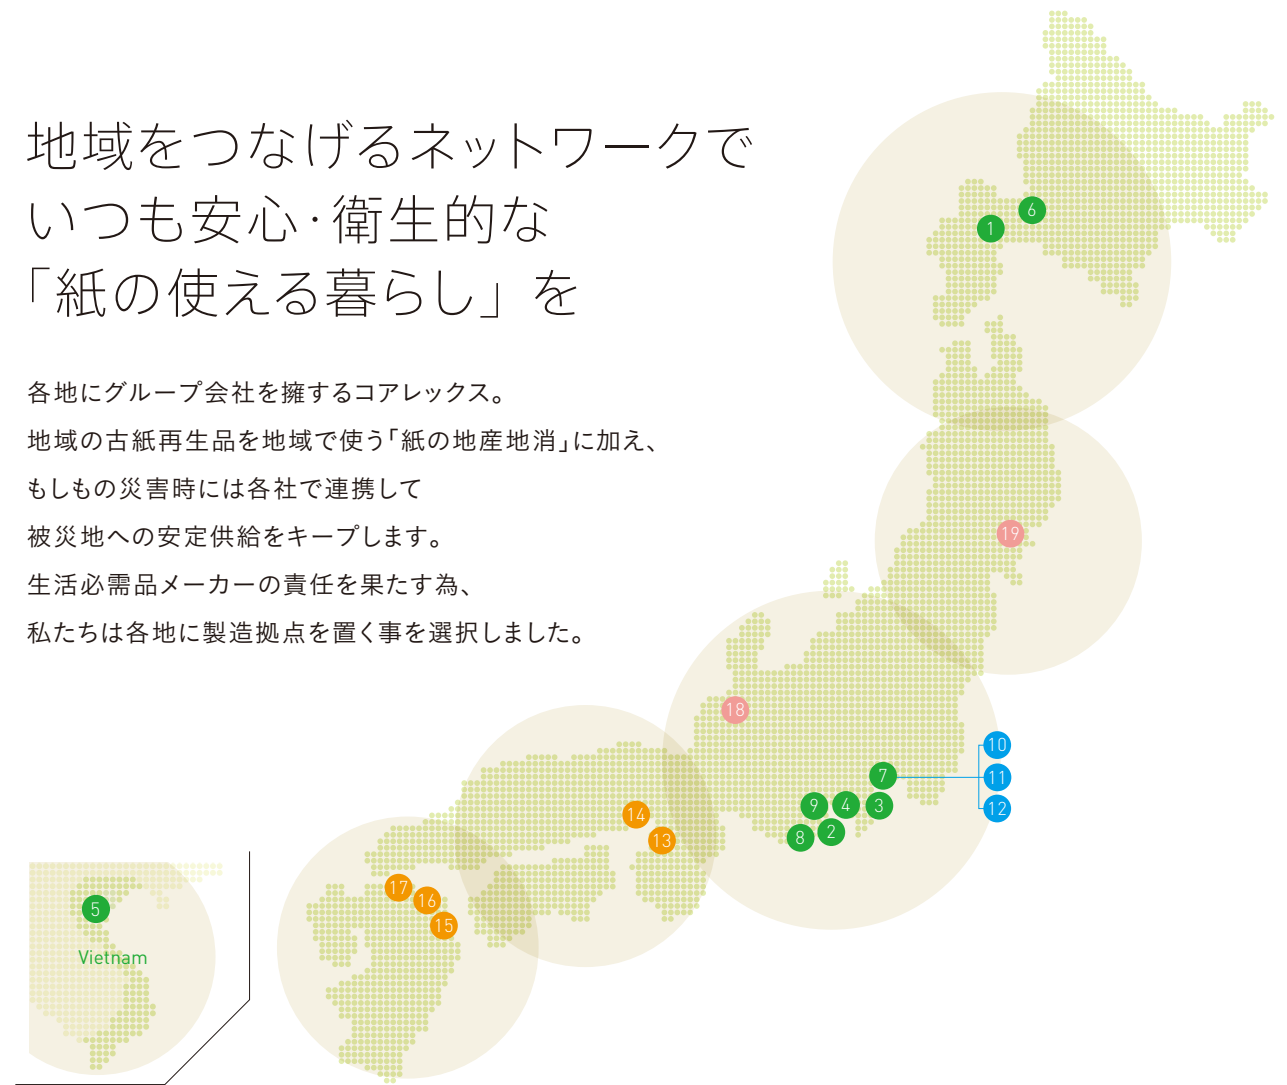 地域をつなげるネットワークで
いつも安心・衛生的な
「紙の使える暮らし」を
各地にグループ会社を擁するコアレックス。
地域の古紙再生品を地域で使う「紙の地産地消」に加え、
もしもの災害時には各社で連携して
被災地への安定供給をキープします。
生活必需品メーカーの責任を果たす為、
私たちは各地に製造拠点を置く事を選択しました。
6
1
19
18
10
7
11
9
4
3
12
14
2
8
13
17
16
5
15
Vietnam